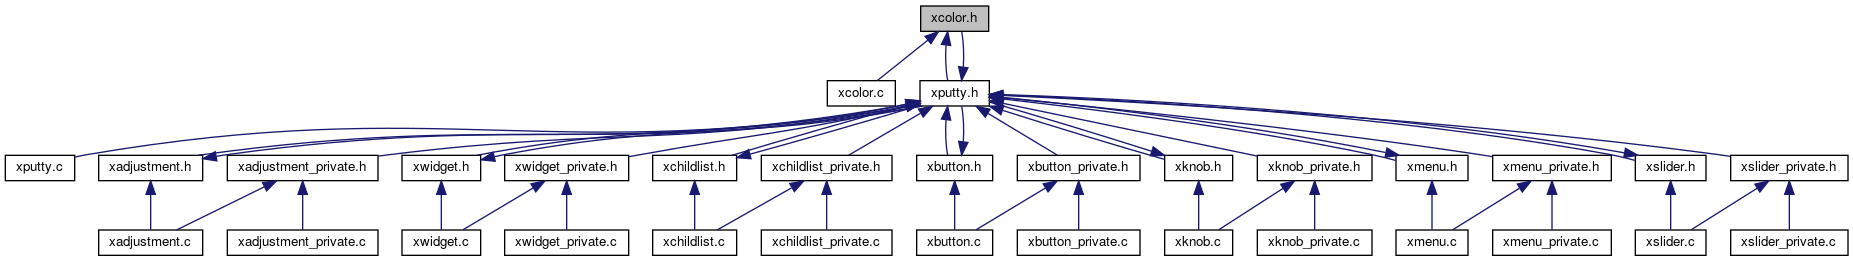 xcolor.h
xcolor.c
xputty.h
xputty.c
xadjustment.h
xadjustment_private.h
xwidget.h
xwidget_private.h
xchildlist.h
xchildlist_private.h
xbutton.h
xbutton_private.h
xknob.h
xknob_private.h
xmenu.h
xmenu_private.h
xslider.h
xslider_private.h
xadjustment.c
xadjustment_private.c
xwidget.c
xwidget_private.c
xchildlist.c
xchildlist_private.c
xbutton.c
xbutton_private.c
xknob.c
xknob_private.c
xmenu.c
xmenu_private.c
xslider.c
xslider_private.c